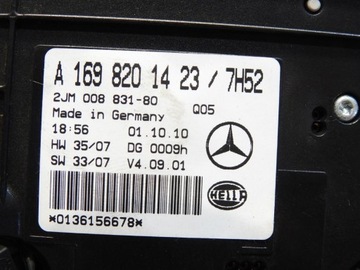 A 169 820 14 23 / 7H52
2JM 008 831-80 Q05
Made in Germany
18:56 01.10.10
HW 35/07 DG 0009h
SW 33/07 V4.09.01
HELLA
*0136156678*